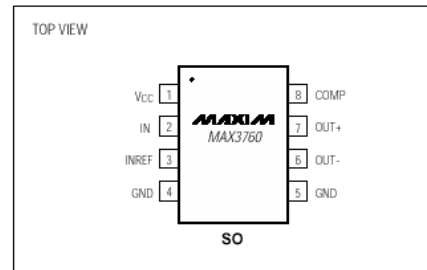 TOP VIEW
VCC 1
8 COMP
IN 2
MAXIM
7 OUT+
MAX3760
INREF 3
6 OUT-
GND 4
5 GND
SO